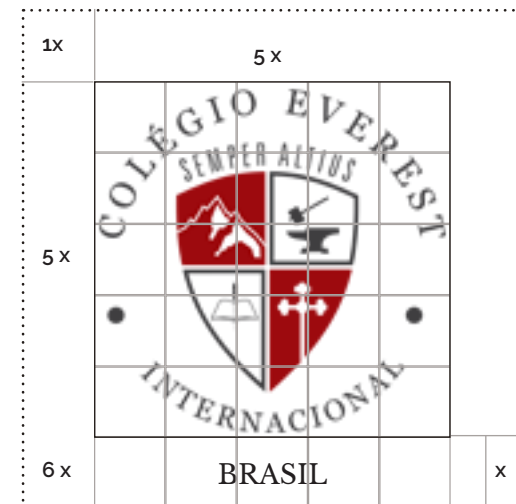 1x
5 x
COLÉGIO EVEREST
SEMPER ALTIUS
5 x
INTERNACIONAL
6 x
BRASIL
x